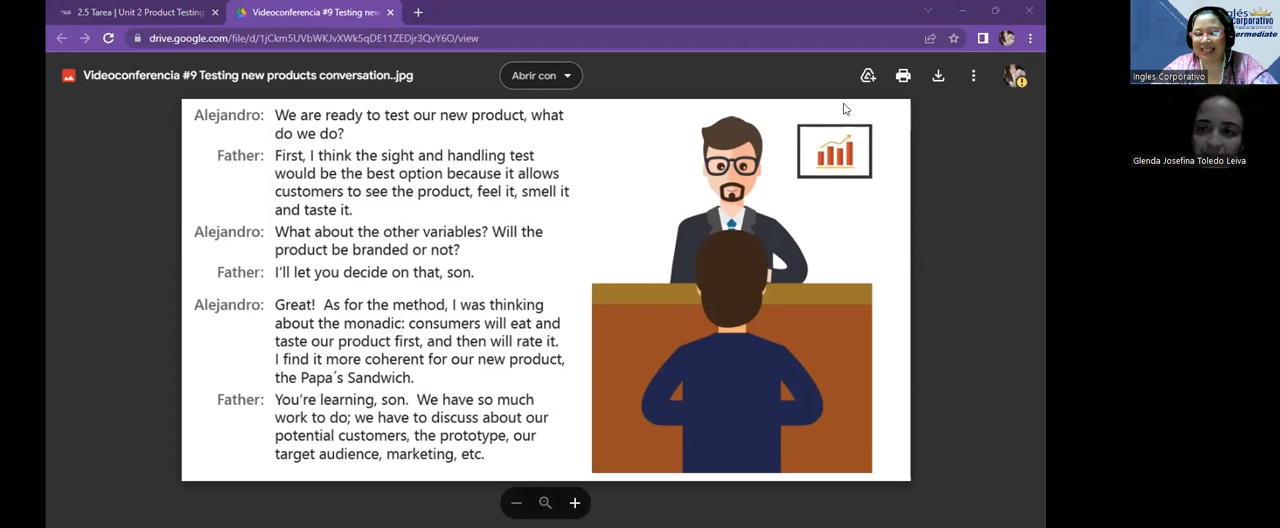 2.5 Tarea | Unit 2 Product Testing
Videoconferencia #9 Testing new
drive.google.com/file/d/1jCkm5UVbWKJvXWk5qDE11ZEDjr3QvY6O/view
Videoconferencia #9 Testing new products conversation..jpg
Abrir con
Alejandro: We are ready to test our new product, what
do we do?
Father: First, I think the sight and handling test
would be the best option because it allows
customers to see the product, feel it, smell it
and taste it.
Alejandro: What about the other variables? Will the
product be branded or not?
Father: I'll let you decide on that, son.
Alejandro: Great! As for the method, I was thinking
about the monadic: consumers will eat and
taste our product first, and then will rate it.
I find it more coherent for our new product,
the Papa´s Sandwich.
Father: You're learning, son. We have so much
work to do; we have to discuss about our
potential customers, the prototype, our
target audience, marketing, etc.
Inglés
Corporativo
Intermediate
Ingles Corporativo
Glenda Josefina Toledo Leiva